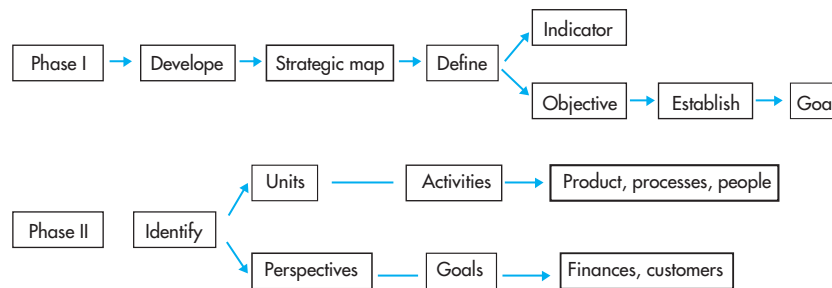 Indicator
Phase I Develope Strategic map Define
Objective Establish Goa
Units Activities Product, processes, people
Phase II Identify
Perspectives Goals Finances, customers